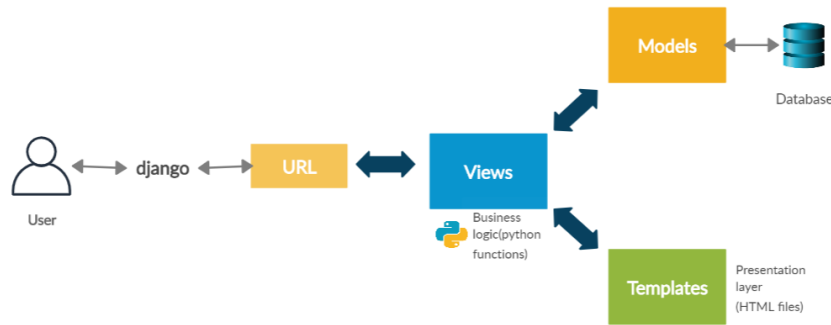 Models
Database
django
URL
Views
User
Business
logic(python
functions)
Templates
Presentation
layer
(HTML files)